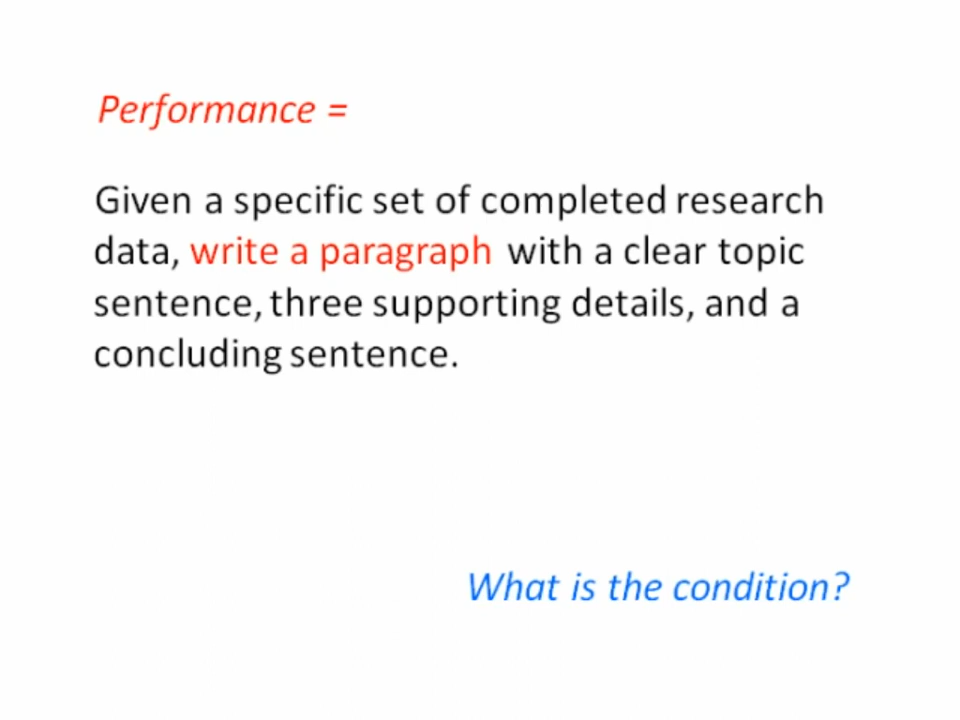 Performance =
Given a specific set of completed research
data, write a paragraph with a clear topic
sentence, three supporting details, and a
concluding sentence.
What is the condition?